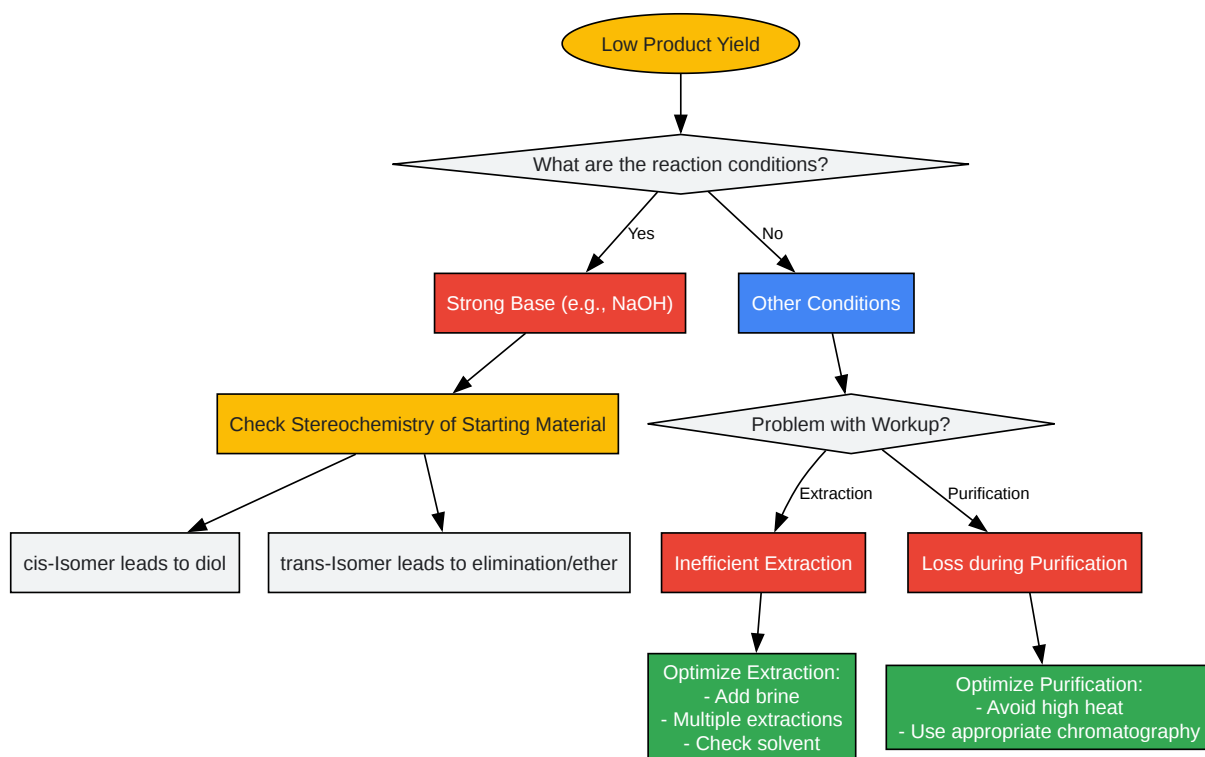 Low Product Yield
What are the reaction conditions?
Yes
No
Strong Base (e.g., NaOH)
Other Conditions
Check Stereochemistry of Starting Material
Problem with Workup?
Extraction
Purification
cis-Isomer leads to diol
trans-Isomer leads to elimination/ether
Inefficient Extraction
Loss during Purification
Optimize Extraction:
- Add brine
- Multiple extractions
- Check solvent
Optimize Purification:
- Avoid high heat
- Use appropriate chromatography